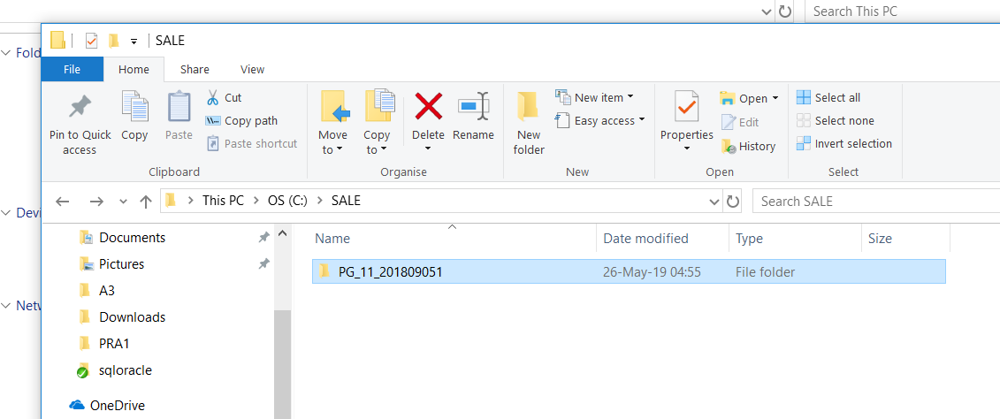 Search This PC
SALE
Fold
File Home Share View
Pin to Quick access
Copy
Paste
Cut
Copy path
Paste shortcut
Clipboard
Move to
Copy to
Delete
Rename
Organise
New folder
New item
Easy access
New
Properties
Open
Edit
History
Open
Select all
Select none
Invert selection
Select
This PC > OS (C:) > SALE
Search SALE
Devi
Netw
Documents
Pictures
A3
Downloads
PRA1
sqloracle
OneDrive
Name Date modified Type Size
PG_11_201809051 26-May-19 04:55 File folder